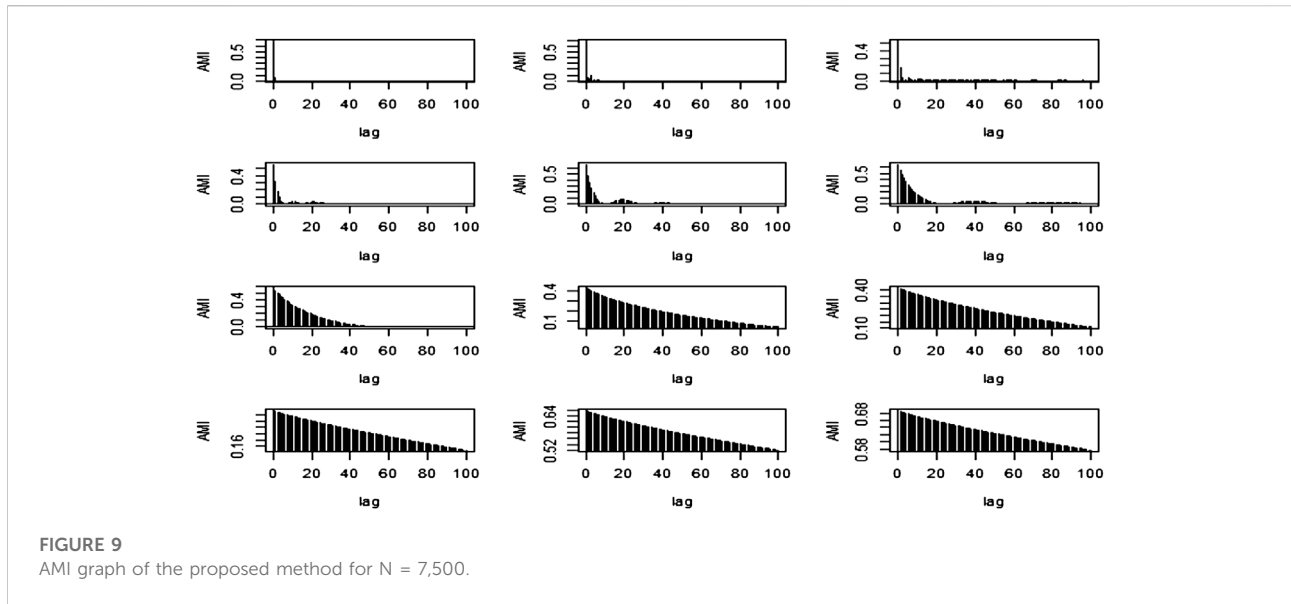 AMI 0.0 0.5 AMI 0.0 0.5 AMI 0.0 0.4
0 20 40 60 80 100 0 20 40 60 80 100 0 20 40 60 80 100
lag lag lag
AMI 0.0 0.4 AMI 0.0 0.5 AMI 0.0 0.5
0 20 40 60 80 100 0 20 40 60 80 100 0 20 40 60 80 100
lag lag lag
AMI 0.0 0.4 AMI 0.1 0.4 AMI 0.10 0.40
0 20 40 60 80 100 0 20 40 60 80 100 0 20 40 60 80 100
lag lag lag
AMI 0.16 AMI 0.52 0.64 AMI 0.58 0.68
0 20 40 60 80 100 0 20 40 60 80 100 0 20 40 60 80 100
lag lag lag
FIGURE 9
AMI graph of the proposed method for N = 7,500.